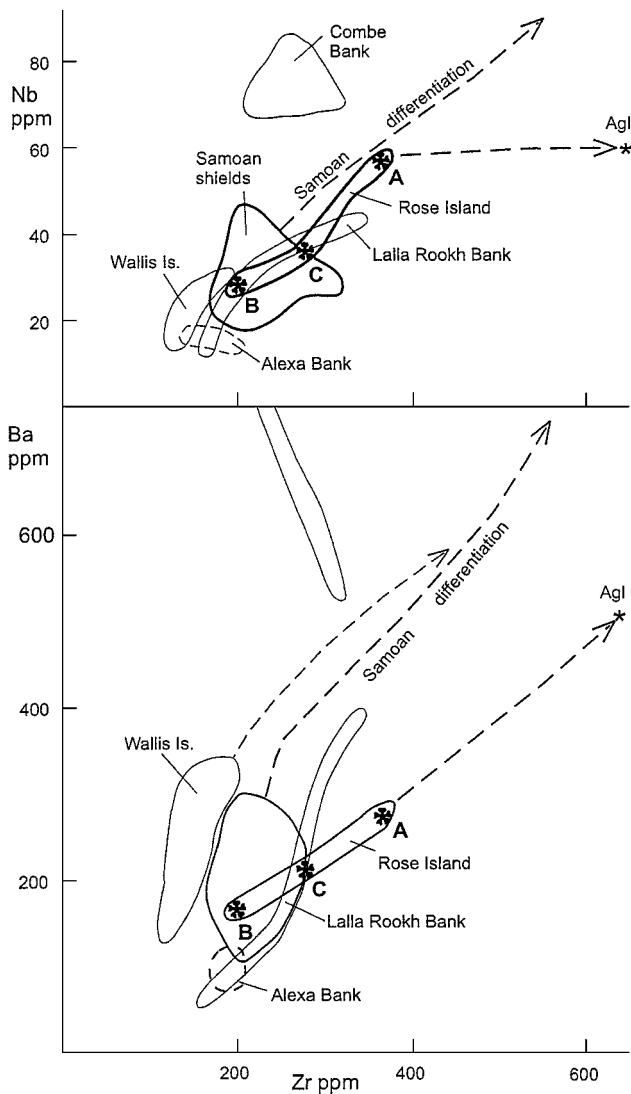 80
Nb
ppm
60
40
20
Combe
Bank
Samoan
differentiation
Agl
*
Samoan
shields
A
Rose Island
Lalla Rookh Bank
Wallis Is.
C
B
Alexa Bank
Ba
ppm
600
400
200
differentiation
Samoan
Agl
*
Wallis Is.
A
Rose Island
C
Lalla Rookh Bank
B
Alexa Bank
200
400
600
Zr ppm